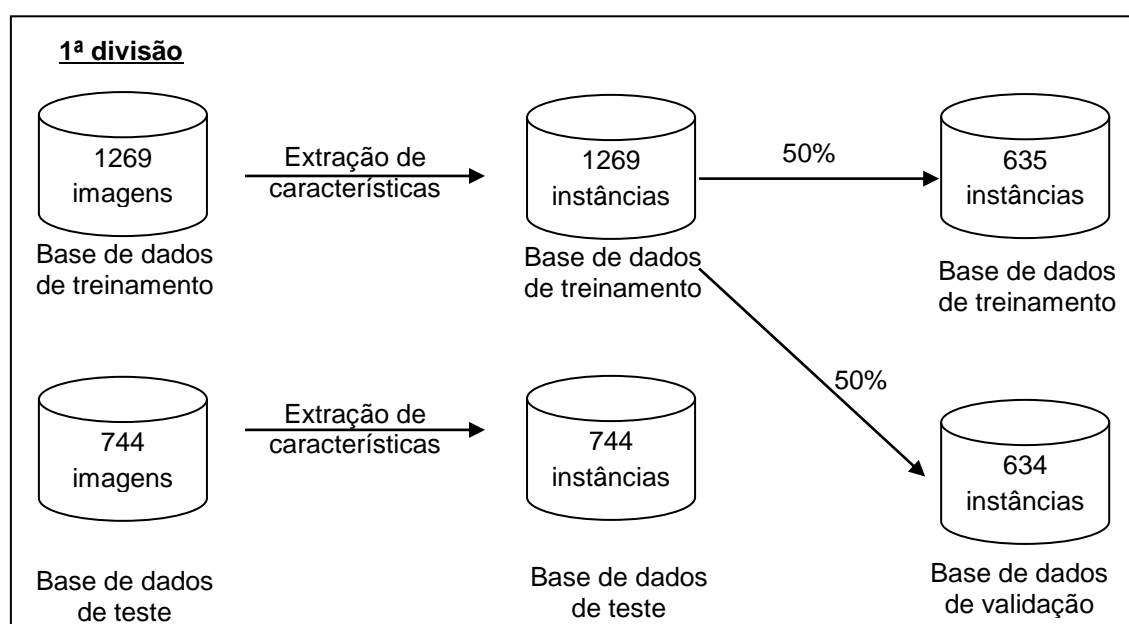 1ª divisão
1269
imagens
Base de dados
de treinamento
Extração de
características
1269
instâncias
Base de dados
de treinamento
50%
635
instâncias
Base de dados
de treinamento
50%
744
imagens
Base de dados
de teste
Extração de
características
744
instâncias
Base de dados
de teste
634
instâncias
Base de dados
de validação